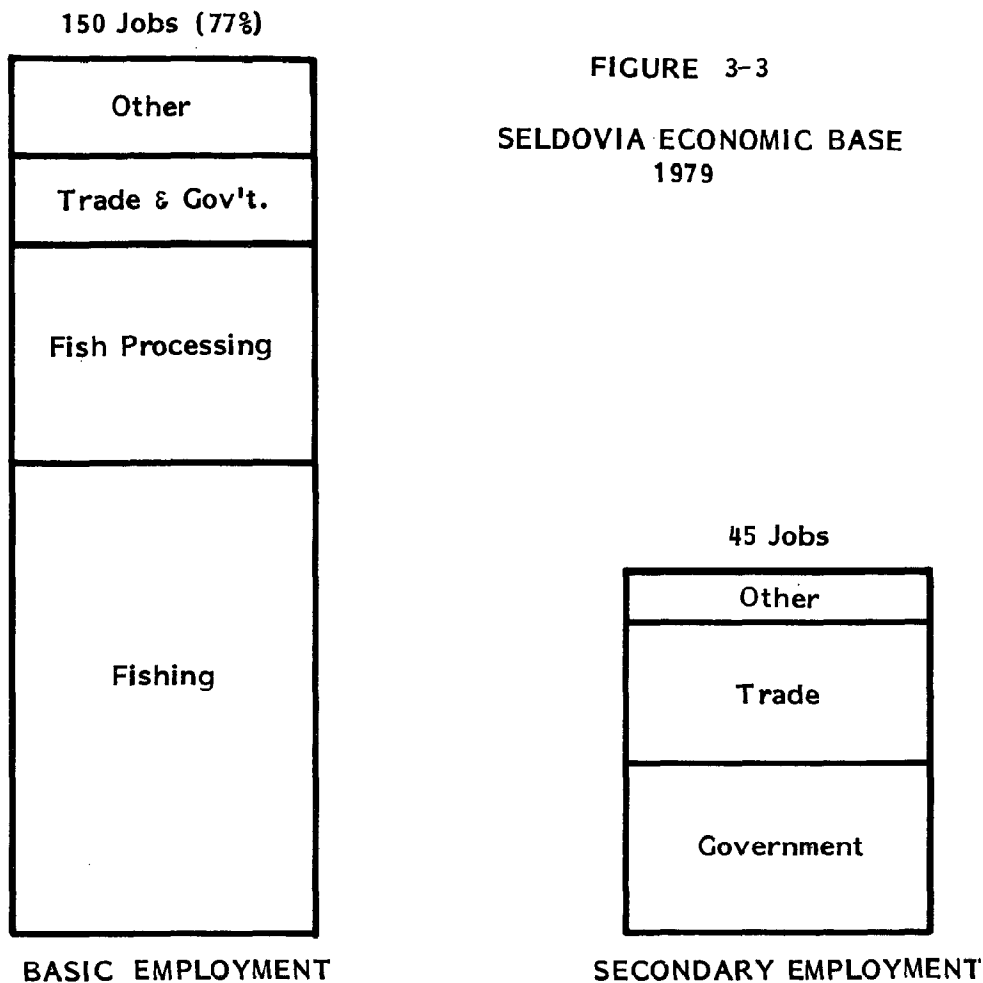 150 Jobs (77%)
Other
Trade & Gov't.
Fish Processing
Fishing
BASIC EMPLOYMENT
FIGURE 3-3
SELDOVIA ECONOMIC BASE
1979
45 Jobs
Other
Trade
Government
SECONDARY EMPLOYMENT